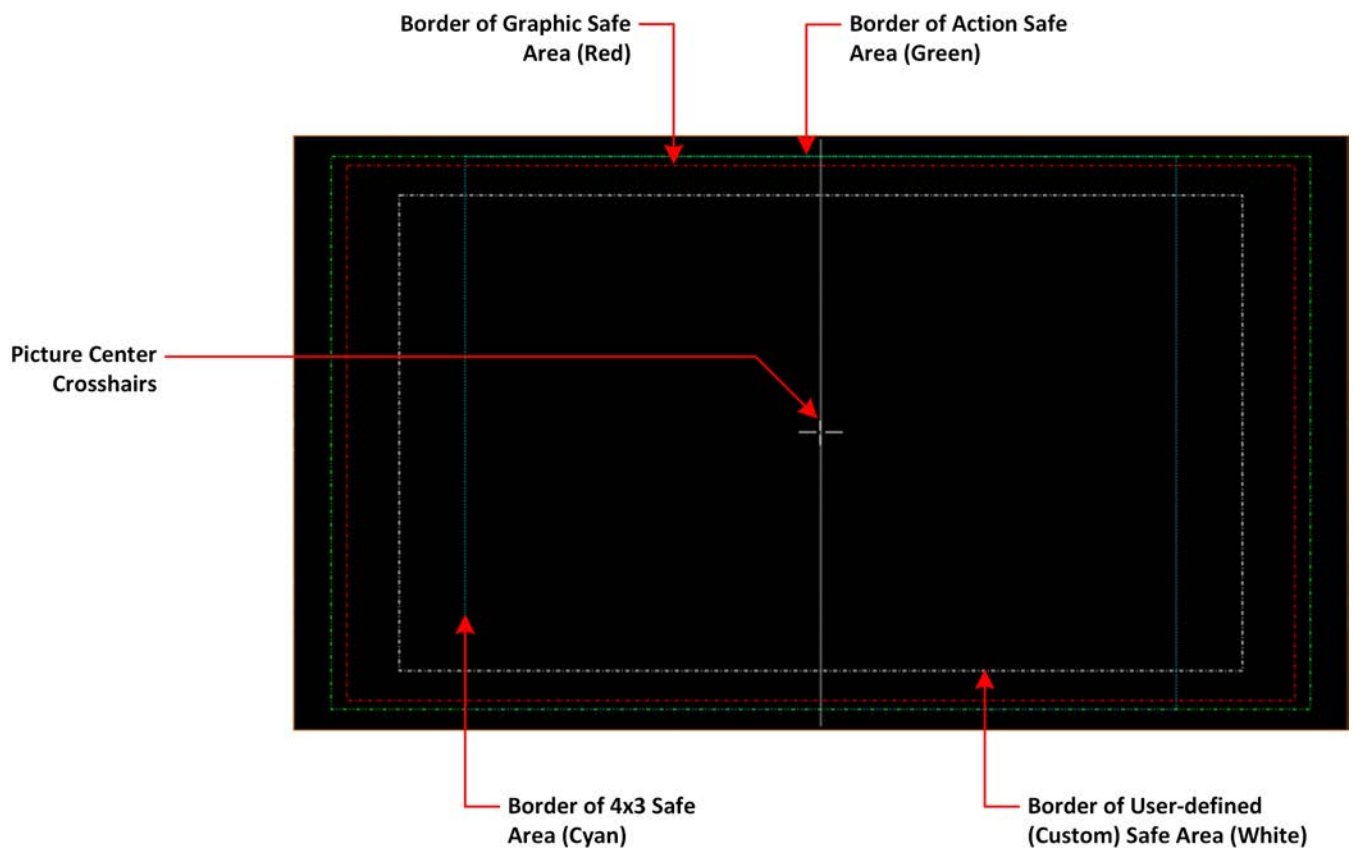 Border of Graphic Safe
Area (Red)
Border of Action Safe
Area (Green)
Picture Center
Crosshairs
Border of 4x3 Safe
Area (Cyan)
Border of User-defined
(Custom) Safe Area (White)